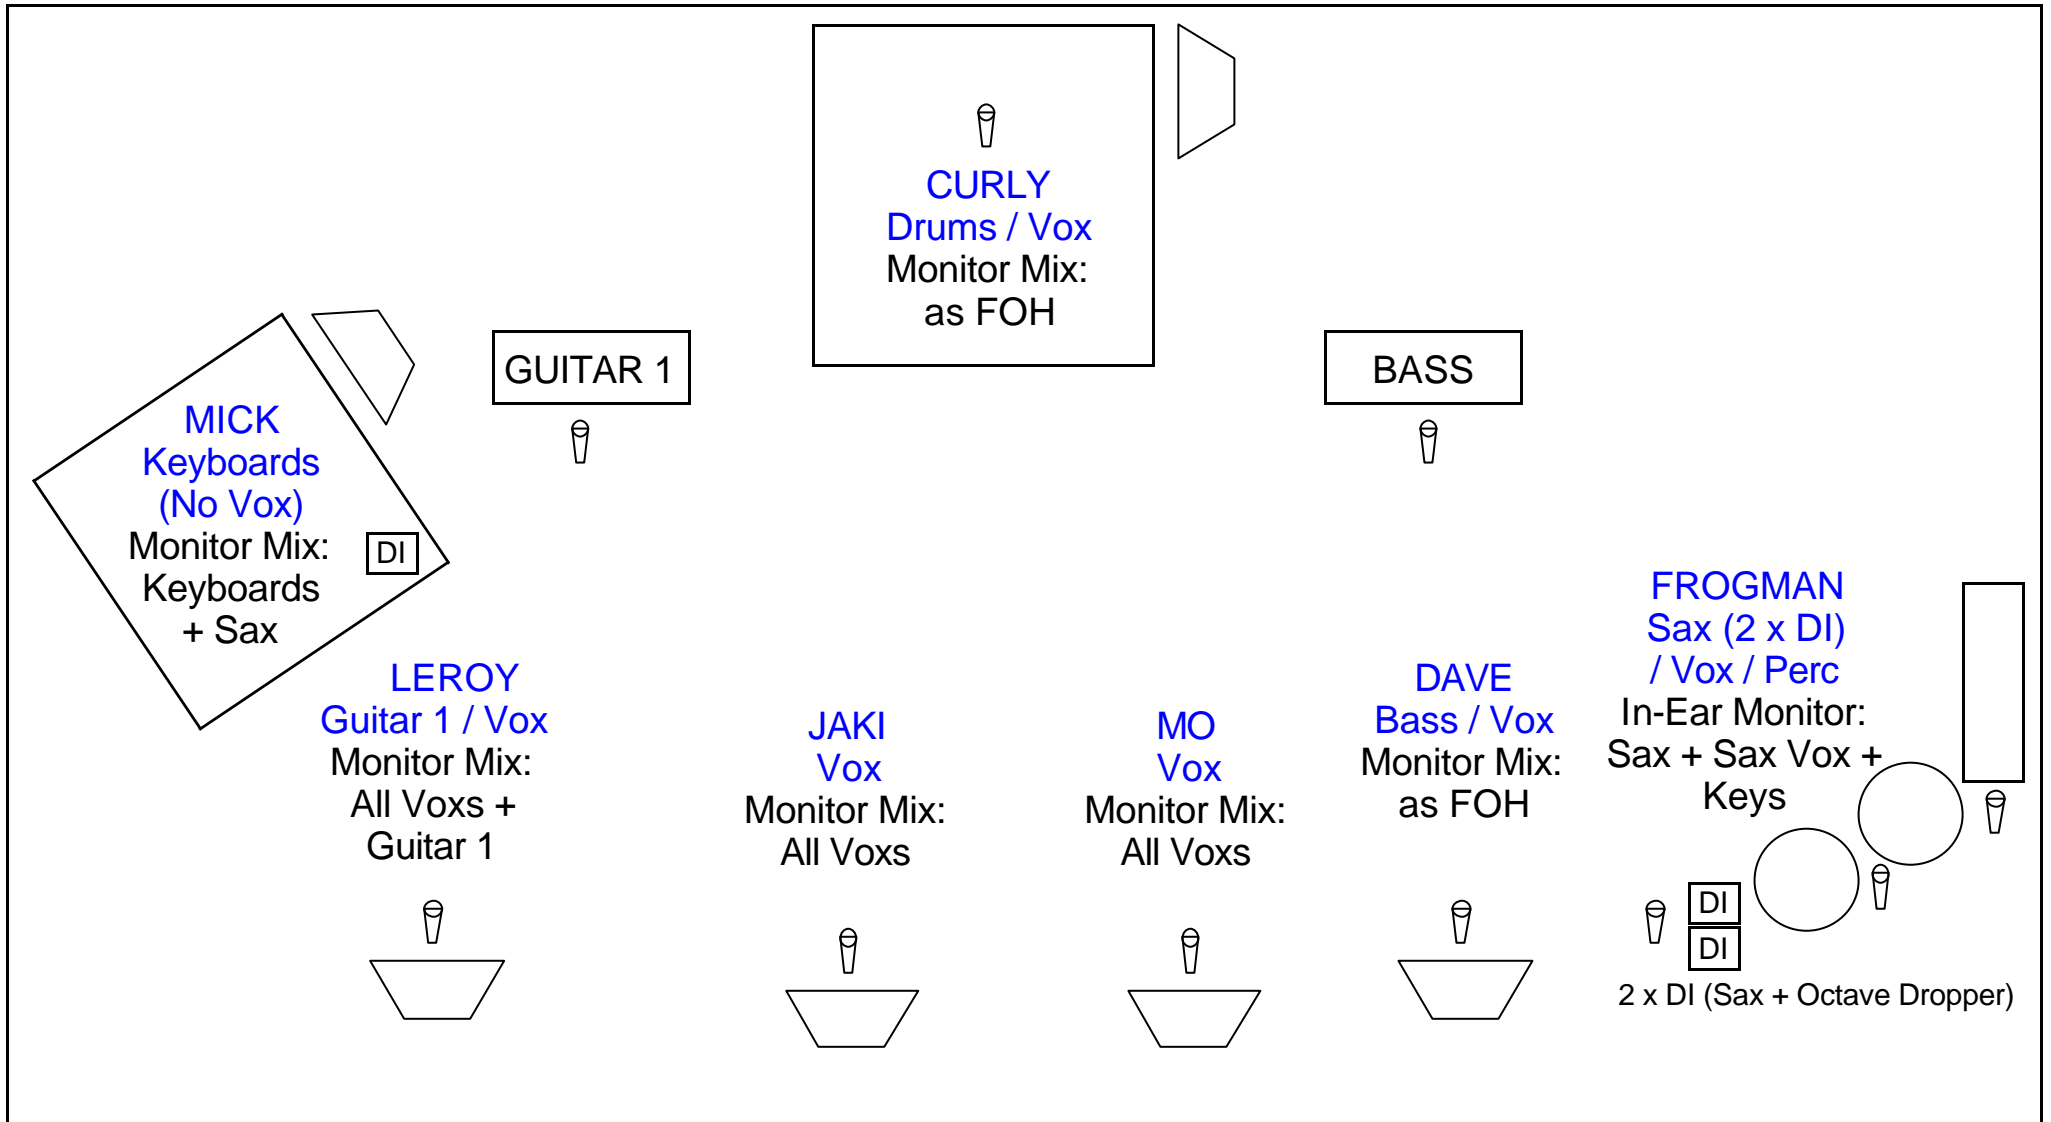 CURLY
Drums / Vox
Monitor Mix:
as FOH
GUITAR 1
BASS
MICK
Keyboards
(No Vox)
Monitor Mix:
Keyboards
+ Sax
DI
LEROY
Guitar 1 / Vox
Monitor Mix:
All Voxs +
Guitar 1
JAKI
Vox
Monitor Mix:
All Voxs
MO
Vox
Monitor Mix:
All Voxs
DAVE
Bass / Vox
Monitor Mix:
as FOH
FROGMAN
Sax (2 x DI)
/ Vox / Perc
In-Ear Monitor:
Sax + Sax Vox +
Keys
DI
DI
2 x DI (Sax + Octave Dropper)